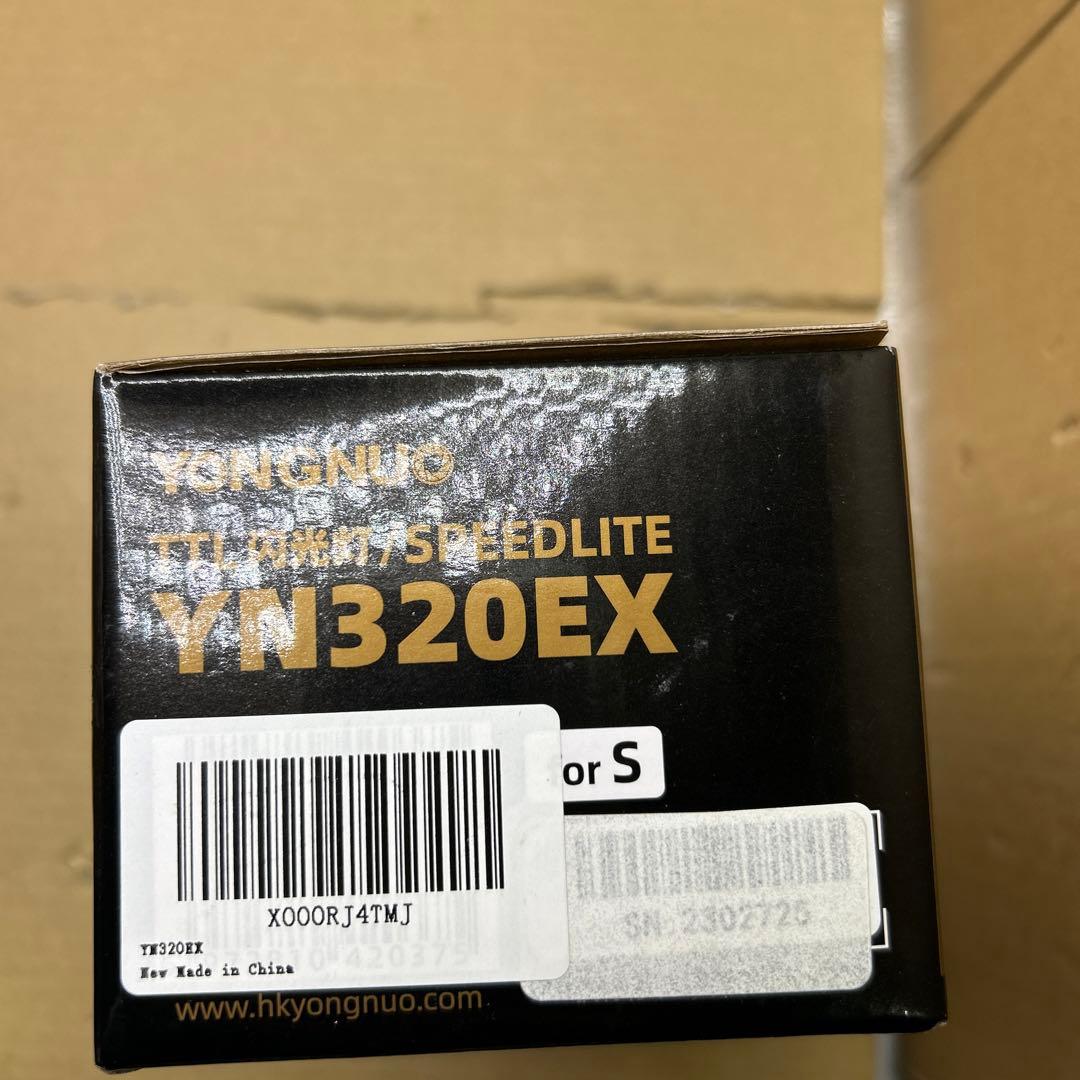 YONGNUO
TTL闪光灯/SPEEDLITE
YN320EX
or S
X000RJ4TMJ
YN320EX
New Made in China
SN 2302726
www.hkyongnuo.com